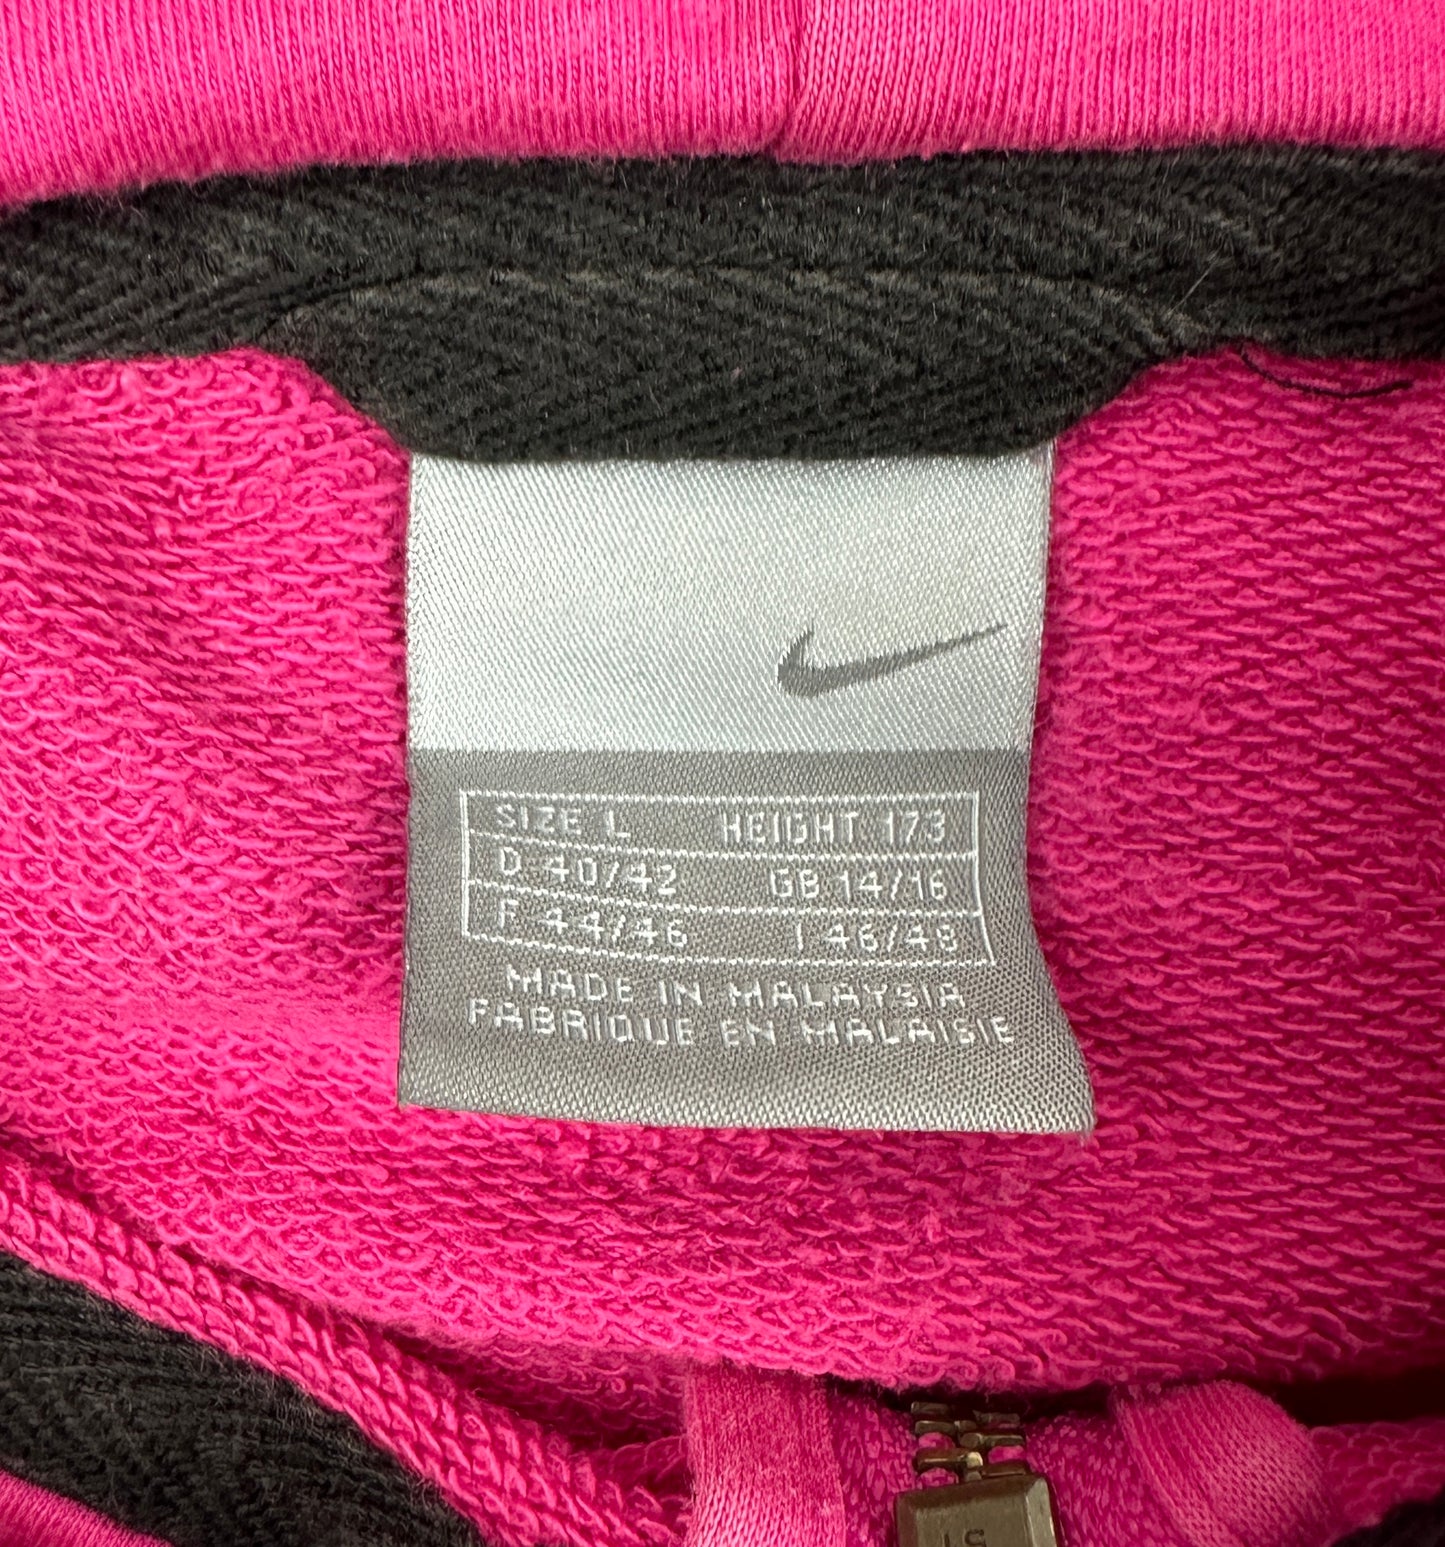 SIZE L HEIGHT 173
D 40/42 GB 14/16
F 44/46 I 46/48
MADE IN MALAYSIA
FABRIQUE EN MALAISIE